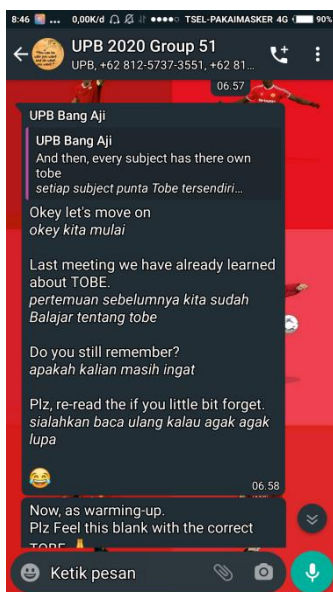 8:46 ... 0,00K/d TSEL-PAKAIMASKER 4G 90%
UPB 2020 Group 51
UPB, +62 812-5737-3551, +62 81...
06.57
UPB Bang Aji
UPB Bang Aji
And then, every subject has there own
tobe
setiap subject punta Tobe tersendiri...
Okey let's move on
okey kita mulai
Last meeting we have already learned
about TOBE.
pertemuan sebelumnya kita sudah
Balajar tentang tobe
Do you still remember?
apakah kalian masih ingat
Plz, re-read the if you little bit forget.
sialahkan baca ulang kalau agak agak
lupa
😂
06.58
Now, as warming-up.
Plz Feel this blank with the correct
TOBE
Ketik pesan